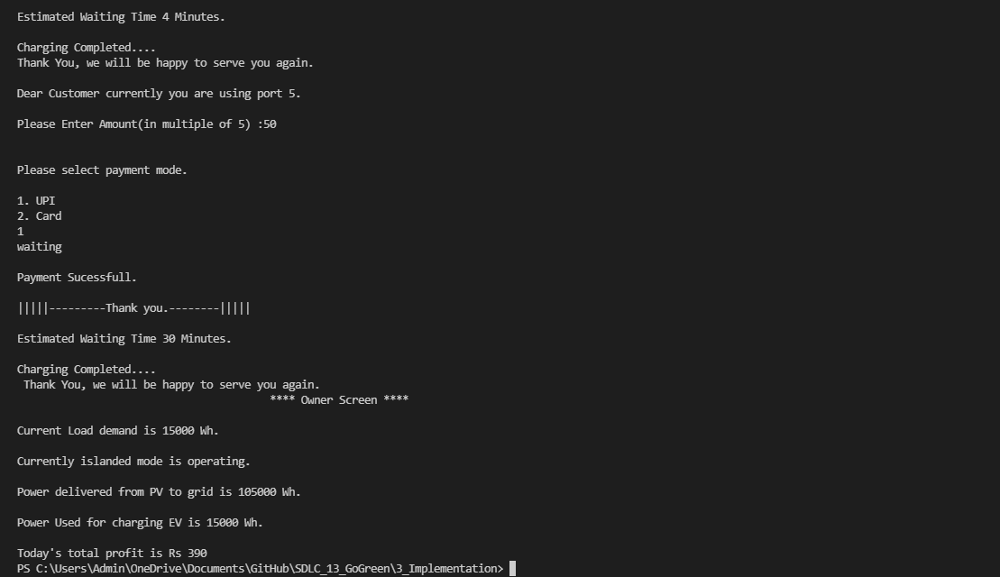 Estimated Waiting Time 4 Minutes.
Charging Completed....
Thank You, we will be happy to serve you again.
Dear Customer currently you are using port 5.
Please Enter Amount(in multiple of 5) :50
Please select payment mode.
1. UPI
2. Card
1
waiting
Payment Sucessfull.
|||||---------Thank you.--------|||||
Estimated Waiting Time 30 Minutes.
Charging Completed....
Thank You, we will be happy to serve you again.
**** Owner Screen ****
Current Load demand is 15000 Wh.
Currently islanded mode is operating.
Power delivered from PV to grid is 105000 Wh.
Power Used for charging EV is 15000 Wh.
Today's total profit is Rs 390
PS C:\Users\Admin\OneDrive\Documents\GitHub\SDLC_13_GoGreen\3_Implementation>